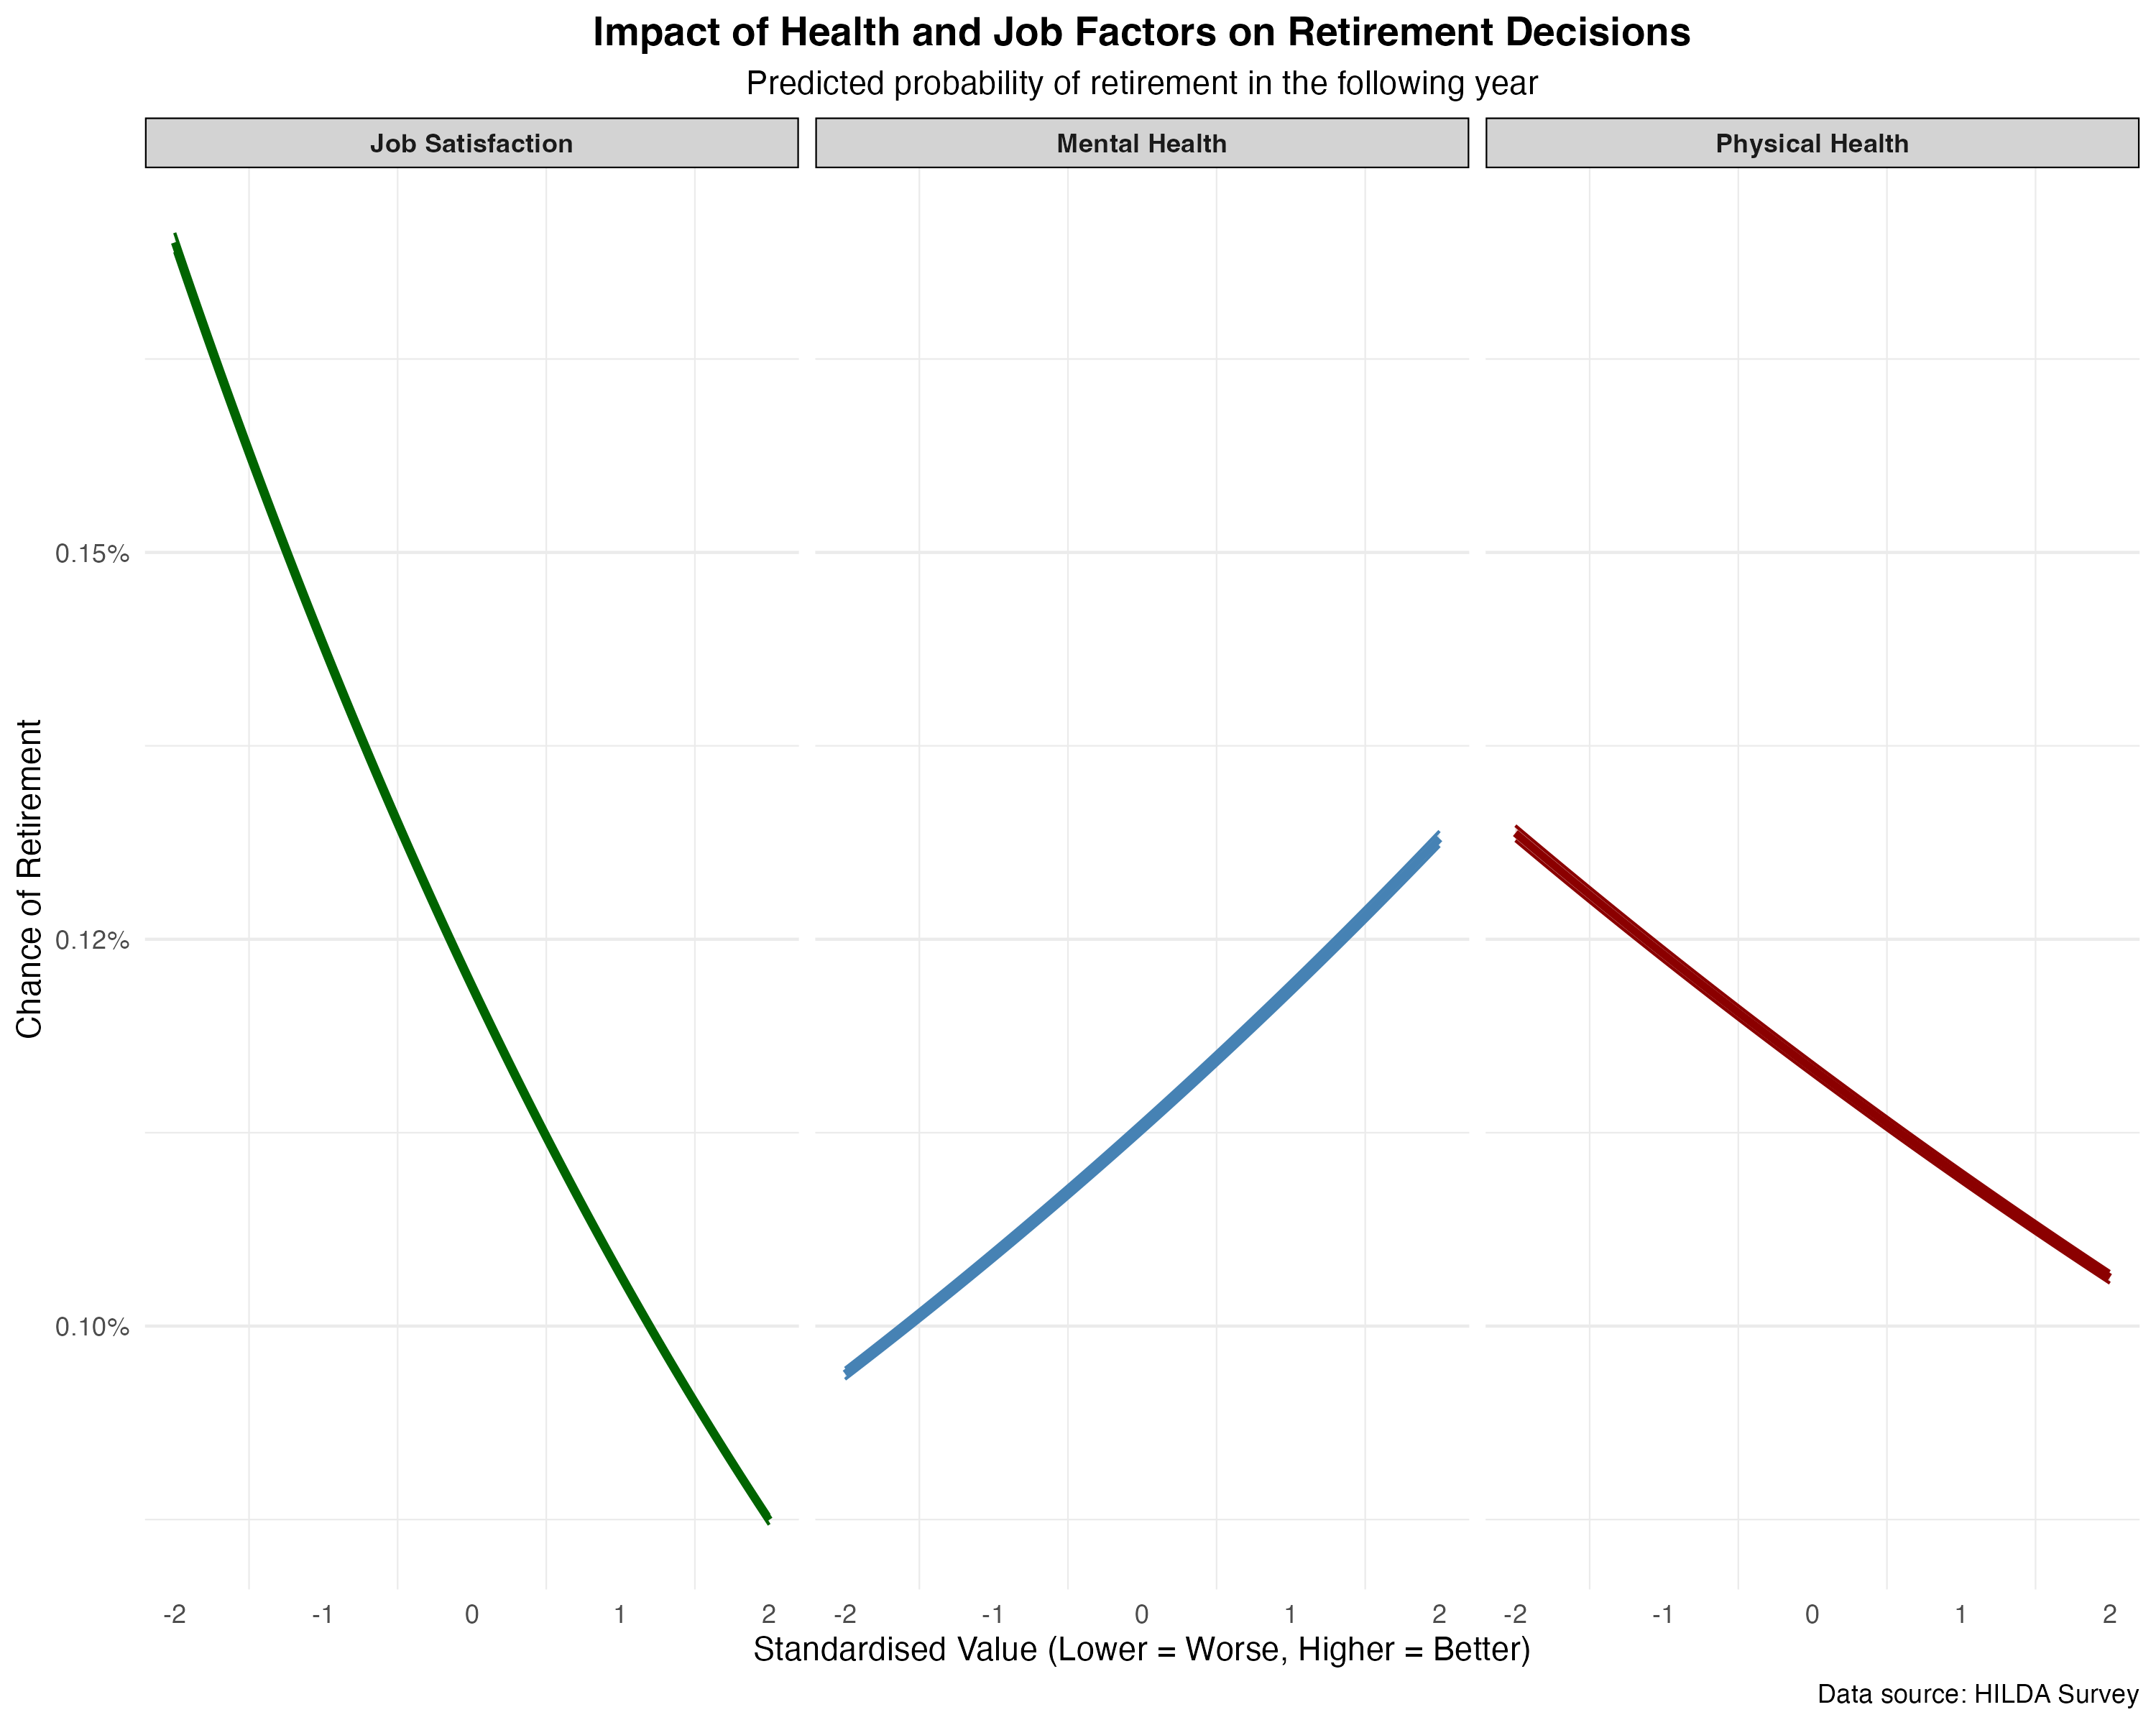 Impact of Health and Job Factors on Retirement Decisions
Predicted probability of retirement in the following year
Job Satisfaction
Mental Health
Physical Health
Chance of Retirement
0.15%
0.12%
0.10%
-2 -1 0 1 2
-2 -1 0 1 2
-2 -1 0 1 2
Standardised Value (Lower = Worse, Higher = Better)
Data source: HILDA Survey